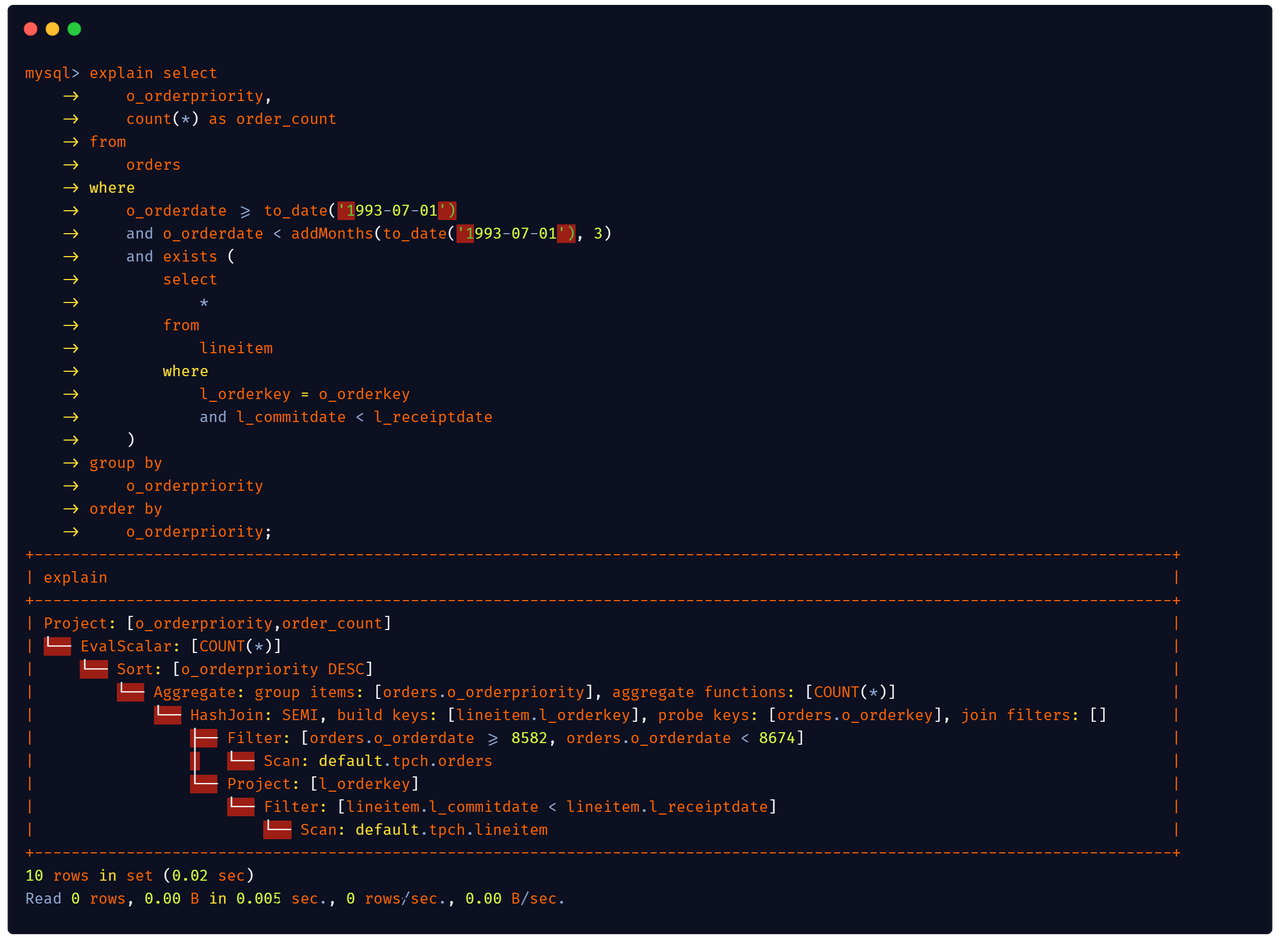 mysql> explain select
    →     o_orderpriority,
    →     count(*) as order_count
    → from
    →     orders
    → where
    →     o_orderdate ⩾ to_date('1993-07-01')
    →     and o_orderdate < addMonths(to_date('1993-07-01'), 3)
    →     and exists (
    →         select
    →             *
    →         from
    →             lineitem
    →         where
    →             l_orderkey = o_orderkey
    →             and l_commitdate < l_receiptdate
    →     )
    → group by
    →     o_orderpriority
    → order by
    →     o_orderpriority;
+----------------------------------------------------------------------------------------------------------------------------+
| explain                                                                                                                    |
+----------------------------------------------------------------------------------------------------------------------------+
| Project: [o_orderpriority,order_count]                                                                                     |
| └── EvalScalar: [COUNT(*)]                                                                                                 |
|     └── Sort: [o_orderpriority DESC]                                                                                       |
|         └── Aggregate: group items: [orders.o_orderpriority], aggregate functions: [COUNT(*)]                              |
|             └── HashJoin: SEMI, build keys: [lineitem.l_orderkey], probe keys: [orders.o_orderkey], join filters: []       |
|                 ├── Filter: [orders.o_orderdate ⩾ 8582, orders.o_orderdate < 8674]                                         |
|                 │   └── Scan: default.tpch.orders                                                                          |
|                 └── Project: [l_orderkey]                                                                                  |
|                     └── Filter: [lineitem.l_commitdate < lineitem.l_receiptdate]                                           |
|                         └── Scan: default.tpch.lineitem                                                                    |
+----------------------------------------------------------------------------------------------------------------------------+
10 rows in set (0.02 sec)
Read 0 rows, 0.00 B in 0.005 sec., 0 rows/sec., 0.00 B/sec.